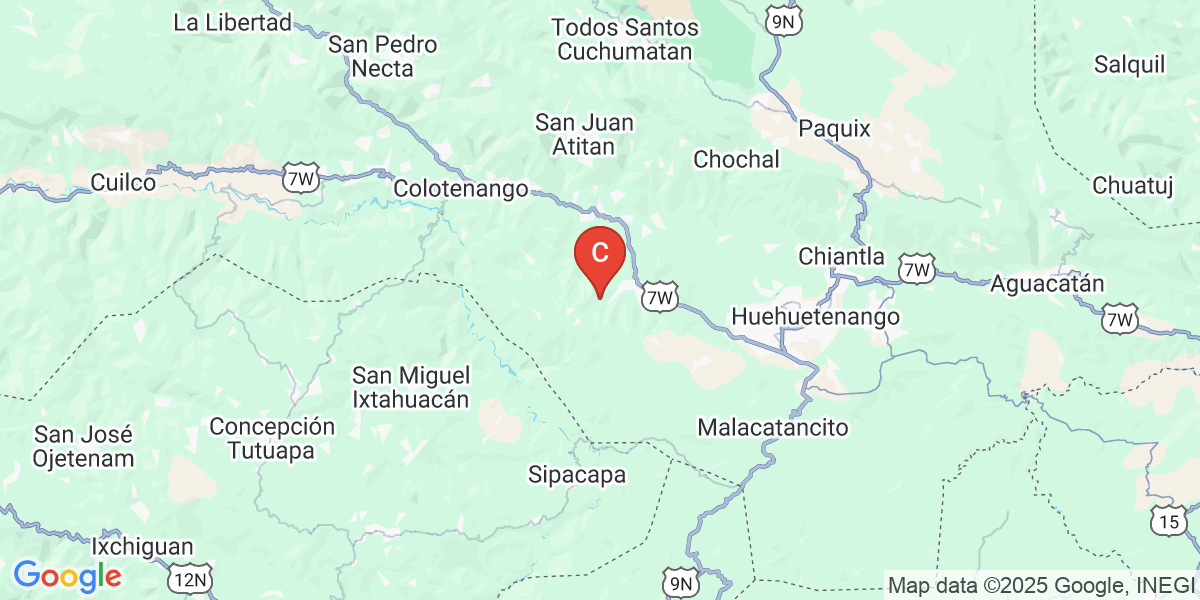 La Libertad
San Pedro
Necta
Todos Santos
Cuchumatan
9N
Salquil
San Juan
Atitan
Paquix
Chochal
Cuilco
7W
Colotenango
Chuatuj
C
Chiantla
7W
Aguacatán
7W
Huehuetenango
7W
San Miguel
Ixtahuacán
Concepción
Tutuapa
San José
Ojetenam
Malacatancito
Sipacapa
15
Ixchiguan
12N
9N
Google
Map data ©2025 Google, INEGI